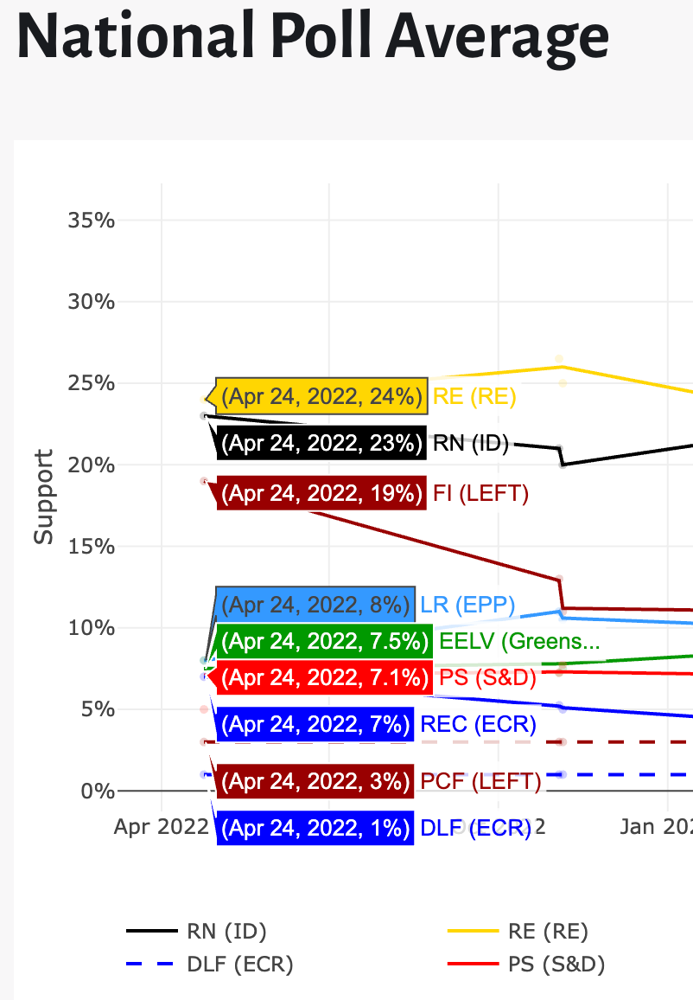 National Poll Average
35%
30%
25%
(Apr 24, 2022, 24%) RE (RE)
(Apr 24, 2022, 23%) RN (ID)
20%
Support
(Apr 24, 2022, 19%) FI (LEFT)
15%
(Apr 24, 2022, 8%) LR (EPP)
10%
(Apr 24, 2022, 7.5%) EELV (Greens...
(Apr 24, 2022, 7.1%) PS (S&D)
5%
(Apr 24, 2022, 7%) REC (ECR)
(Apr 24, 2022, 3%) PCF (LEFT)
0%
Apr 2022
(Apr 24, 2022, 1%) DLF (ECR)
Jan 202
RN (ID) RE (RE)
DLF (ECR) PS (S&D)